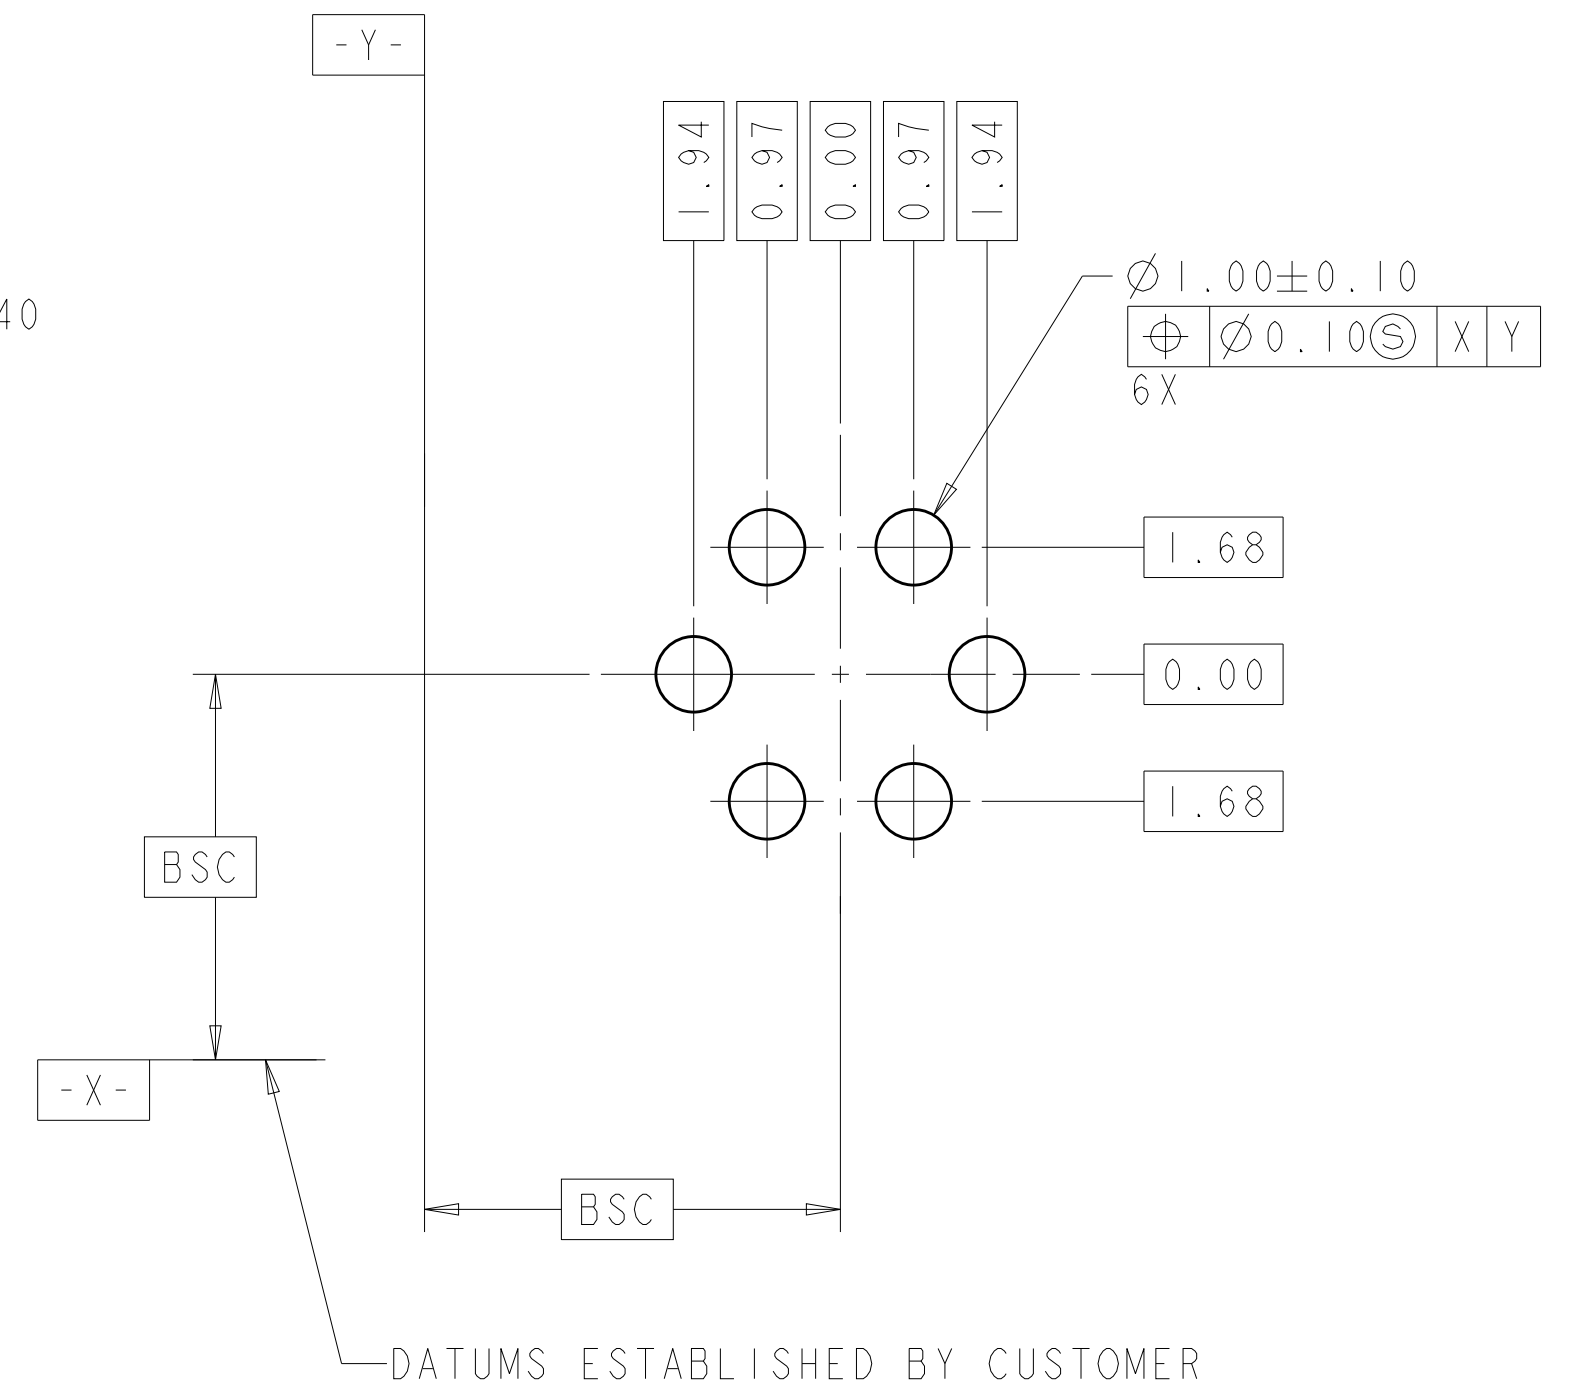 -Y-
1.94
0.97
0.00
0.97
1.94
Ø1.00±0.10
⌖ Ø0.10Ⓢ X Y
6X
40
1.68
0.00
1.68
BSC
-X-
BSC
DATUMS ESTABLISHED BY CUSTOMER